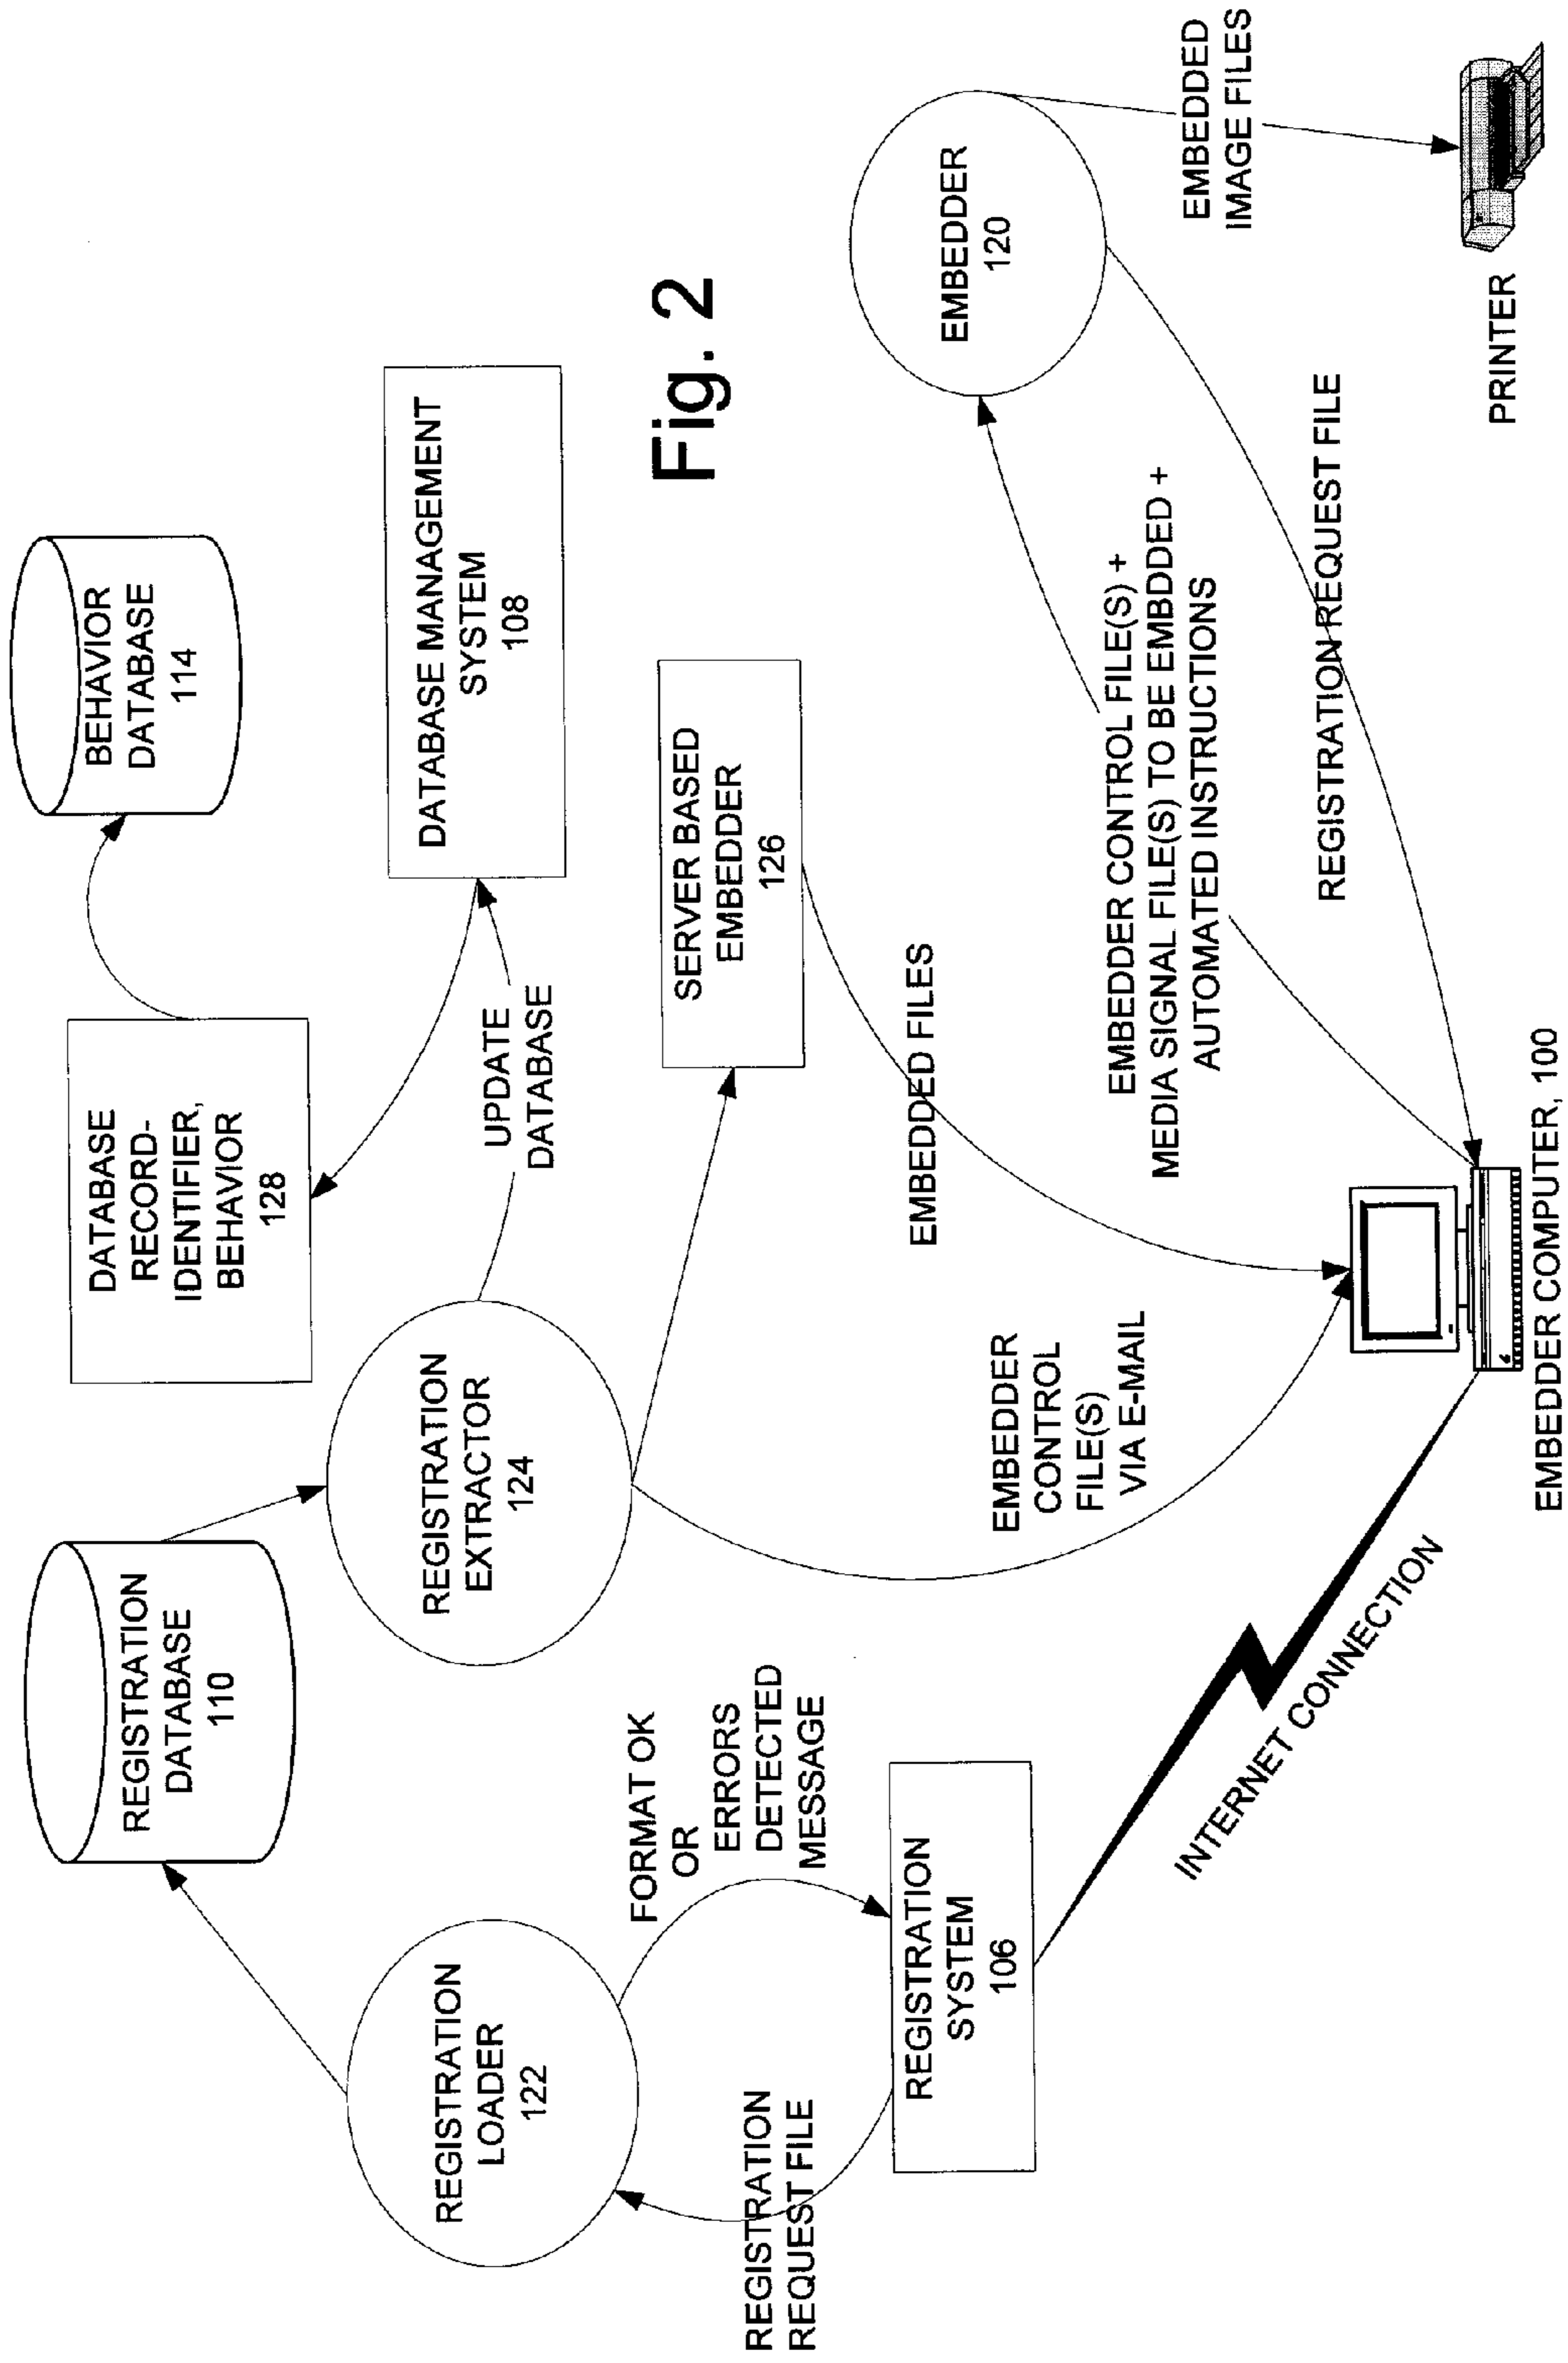 REGISTRATION
DATABASE
110
DATABASE
RECORD-
IDENTIFIER,
BEHAVIOR
128
BEHAVIOR
DATABASE
114
REGISTRATION
LOADER
122
REGISTRATION
EXTRACTOR
124
UPDATE
DATABASE
DATABASE MANAGEMENT
SYSTEM
108
FORMAT OK
OR
ERRORS
DETECTED
MESSAGE
SERVER BASED
EMBEDDER
126
Fig. 2
REGISTRATION
REQUEST FILE
REGISTRATION
SYSTEM
106
EMBEDDED FILES
EMBEDDER
120
EMBEDDER
CONTROL
FILE(S)
VIA E-MAIL
EMBEDDER CONTROL FILE(S) +
MEDIA SIGNAL FILE(S) TO BE EMBDDED +
AUTOMATED INSTRUCTIONS
EMBEDDED
IMAGE FILES
INTERNET CONNECTION
REGISTRATION REQUEST FILE
EMBEDDER COMPUTER, 100
PRINTER